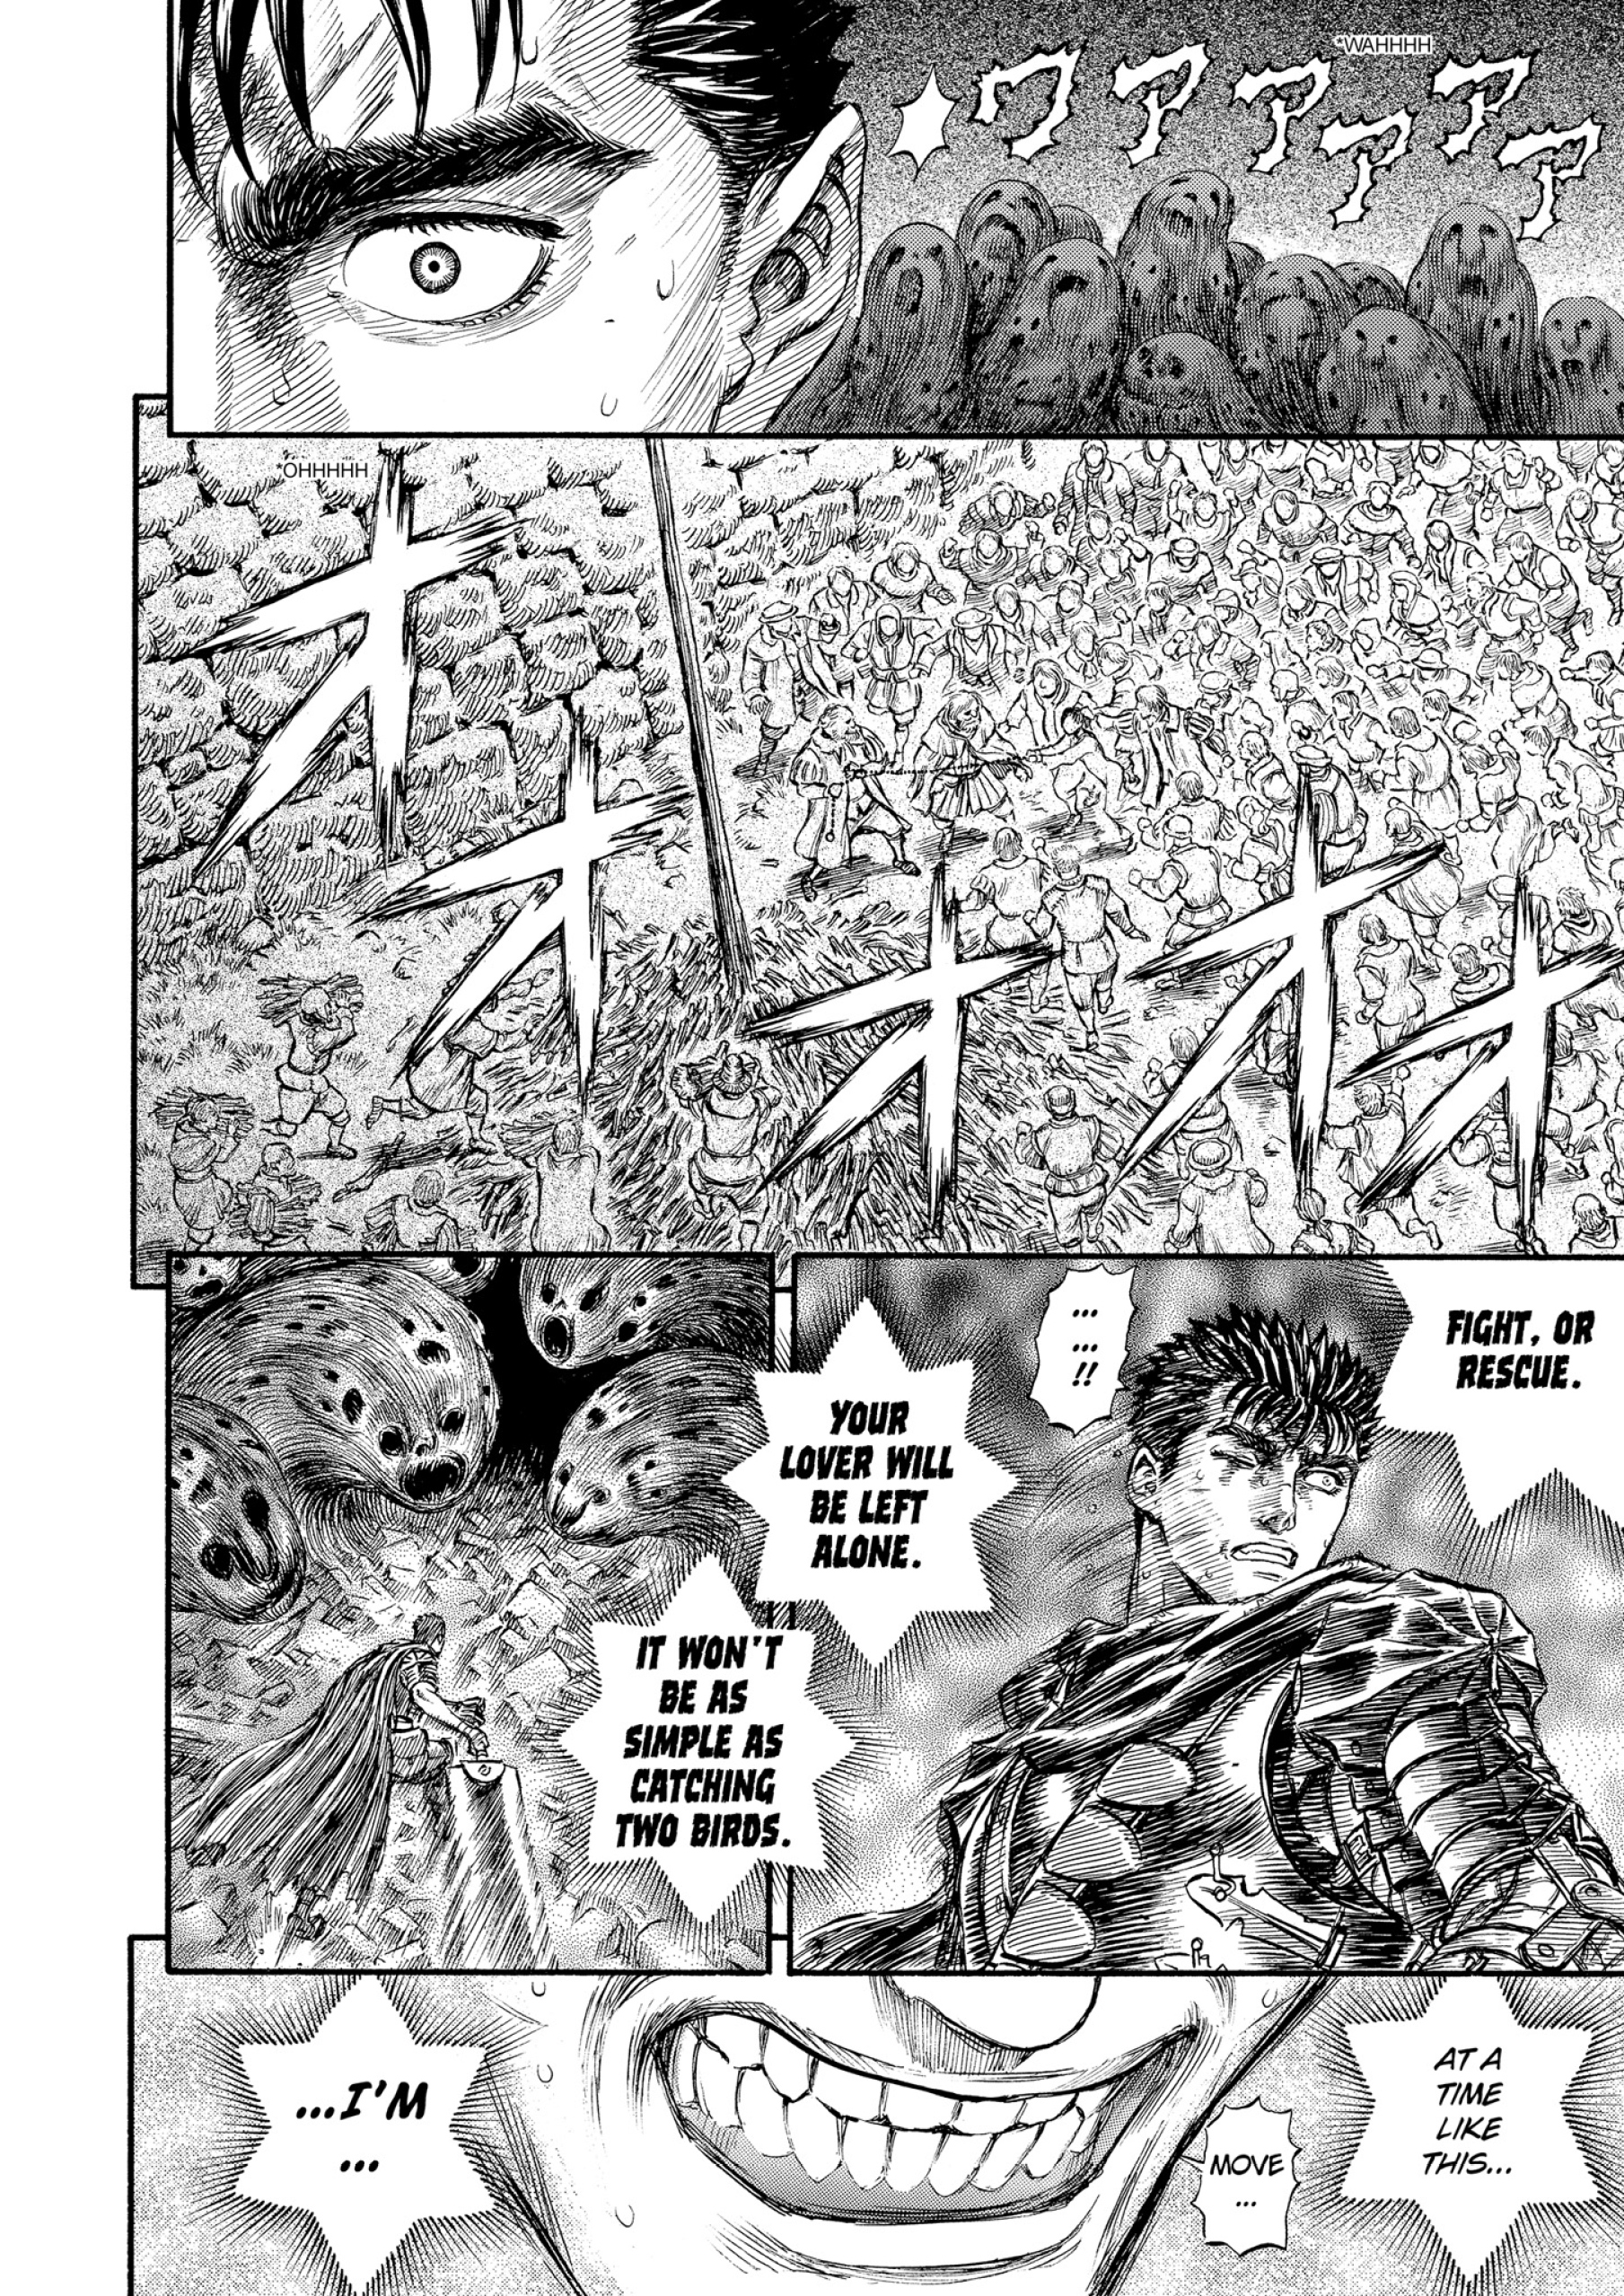 *WAHHHH
ワアアアアア
*OHHHHH
オオオオオ
FIGHT, OR
RESCUE.
...
...!!
YOUR
LOVER WILL
BE LEFT
ALONE.
IT WON'T
BE AS
SIMPLE AS
CATCHING
TWO BIRDS.
AT A
TIME
LIKE
THIS...
MOVE
...
...I'M
...